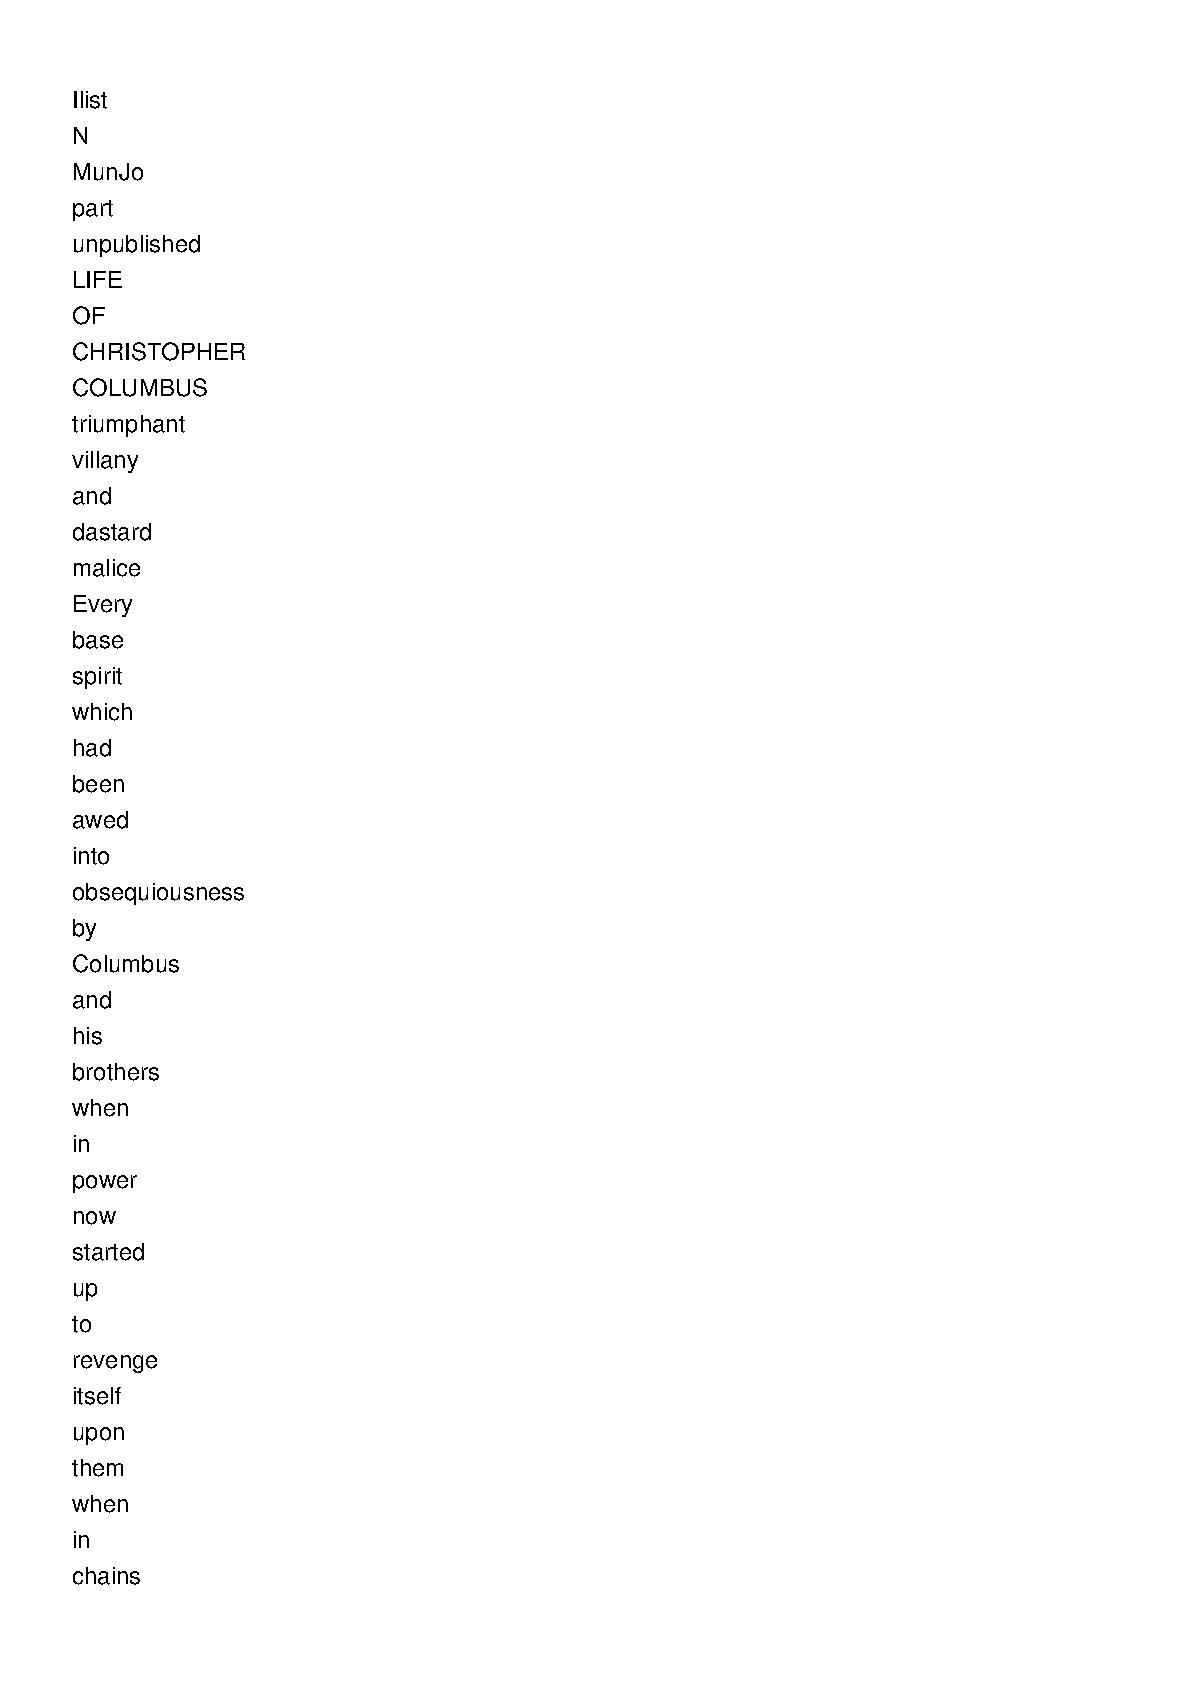 Ilist
N
MunJo
part
unpublished
LIFE
OF
CHRISTOPHER
COLUMBUS
triumphant
villany
and
dastard
malice
Every
base
spirit
which
had
been
awed
into
obsequiousness
by
Columbus
and
his
brothers
when
in
power
now
started
up
to
revenge
itself
upon
them
when
in
chains